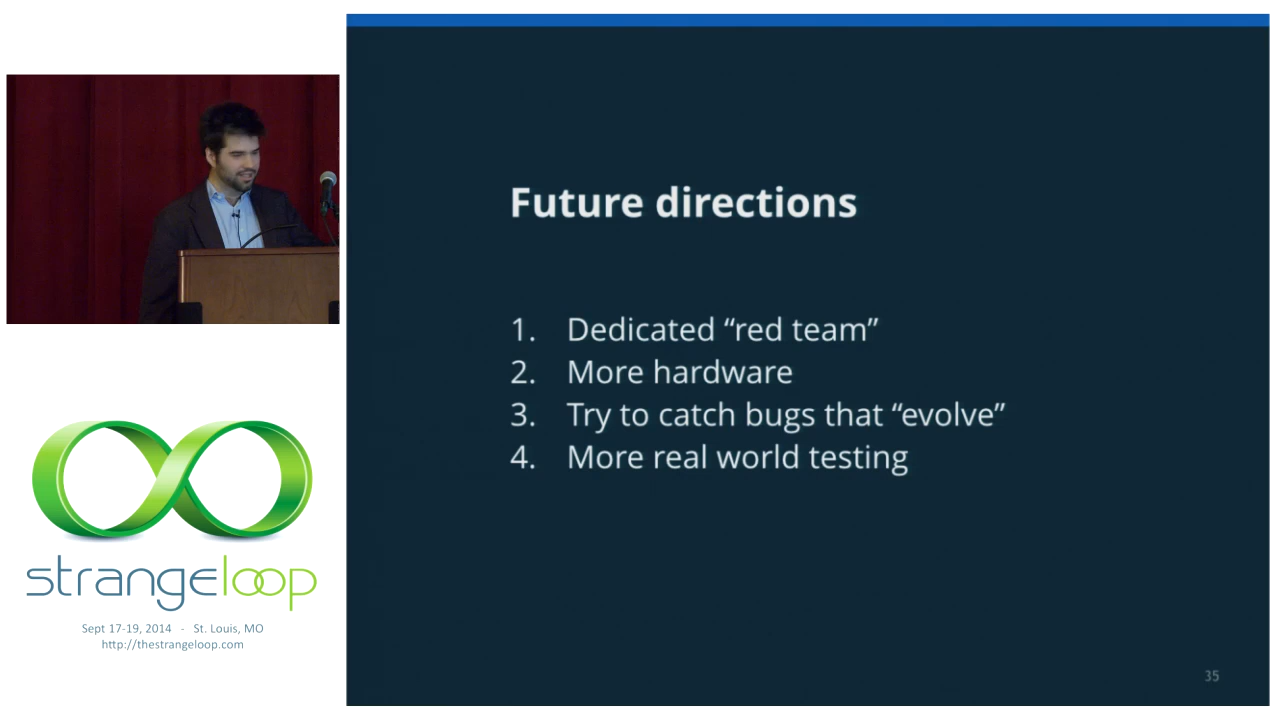 Future directions
1. Dedicated “red team”
2. More hardware
3. Try to catch bugs that “evolve”
4. More real world testing
35
strangeloop
Sept 17-19, 2014 - St. Louis, MO
http://thestrangeloop.com